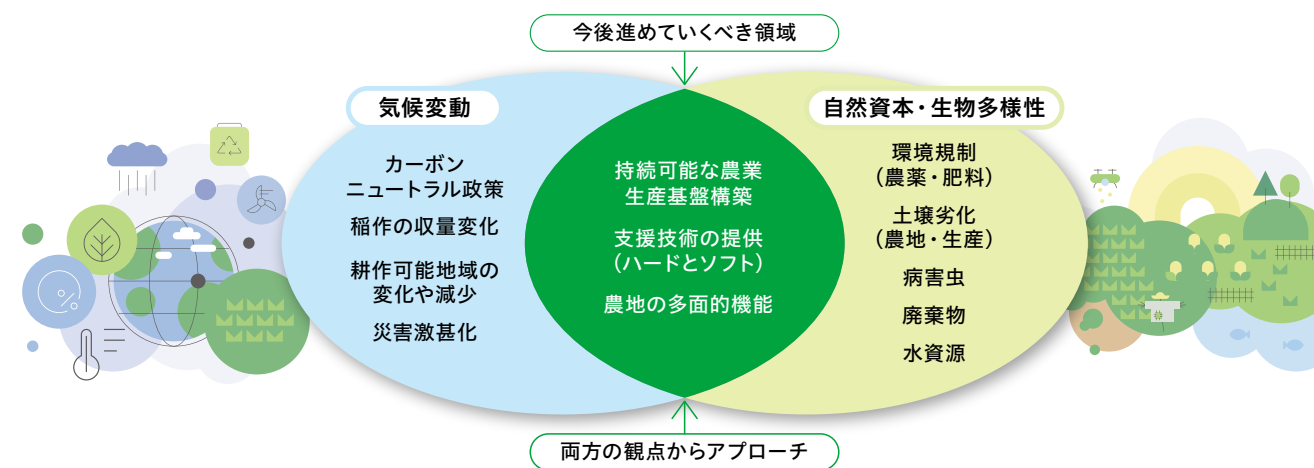 今後進めていくべき領域
気候変動
カーボン
ニュートラル政策
稲作の収量変化
耕作可能地域の
変化や減少
災害激甚化
持続可能な農業
生産基盤構築
支援技術の提供
（ハードとソフト）
農地の多面的機能
自然資本・生物多様性
環境規制
（農薬・肥料）
土壌劣化
（農地・生産）
病害虫
廃棄物
水資源
両方の観点からアプローチ